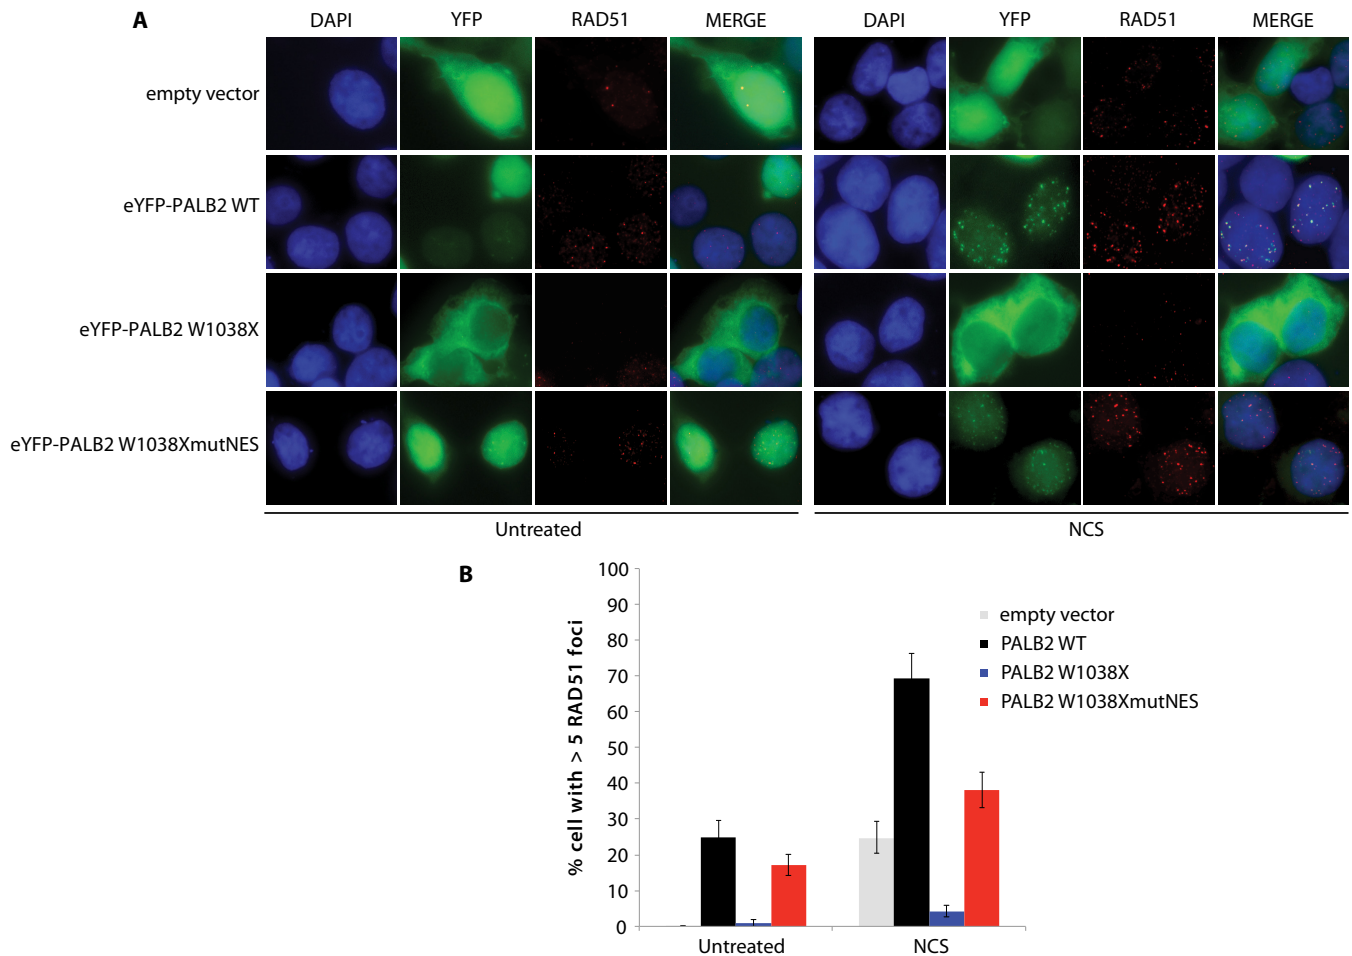 A
DAPI YFP RAD51 MERGE DAPI YFP RAD51 MERGE
empty vector
eYFP-PALB2 WT
eYFP-PALB2 W1038X
eYFP-PALB2 W1038XmutNES
Untreated NCS
B
% cell with > 5 RAD51 foci
100
90
80
70
60
50
40
30
20
10
0
empty vector
PALB2 WT
PALB2 W1038X
PALB2 W1038XmutNES
Untreated NCS